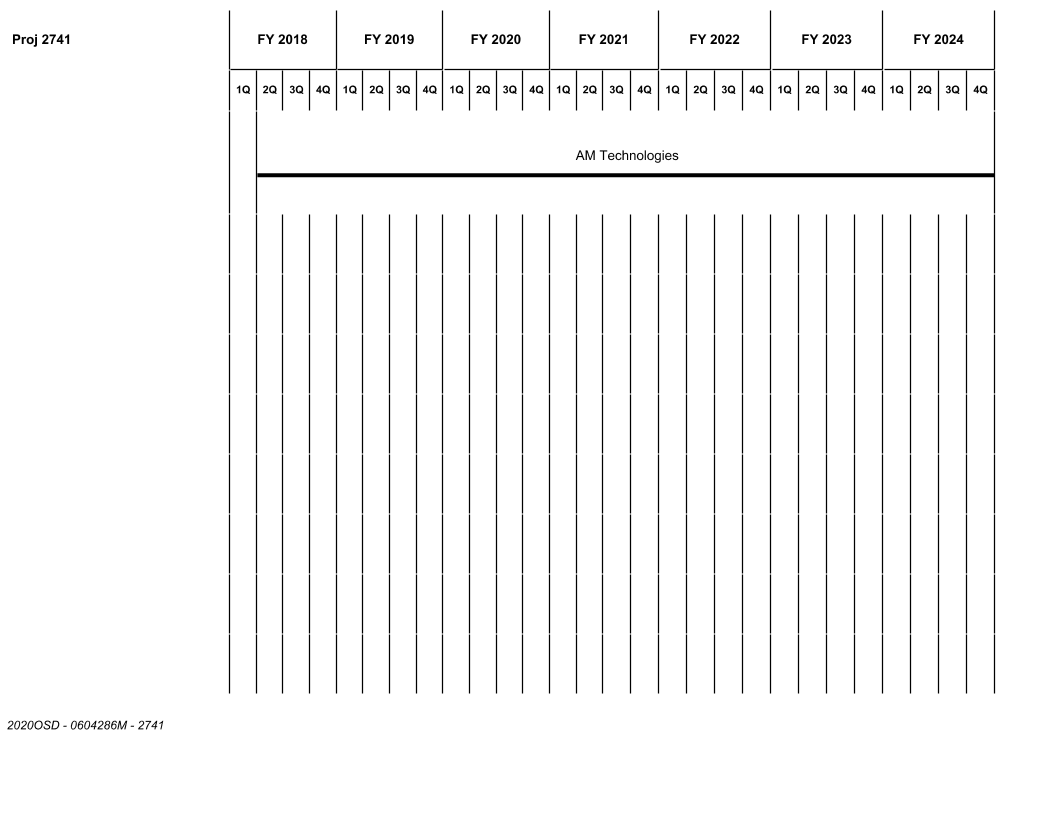 Proj 2741 FY 2018 FY 2019 FY 2020 FY 2021 FY 2022 FY 2023 FY 2024
1Q 2Q 3Q 4Q 1Q 2Q 3Q 4Q 1Q 2Q 3Q 4Q 1Q 2Q 3Q 4Q 1Q 2Q 3Q 4Q 1Q 2Q 3Q 4Q 1Q 2Q 3Q 4Q
AM Technologies
2020OSD - 0604286M - 2741